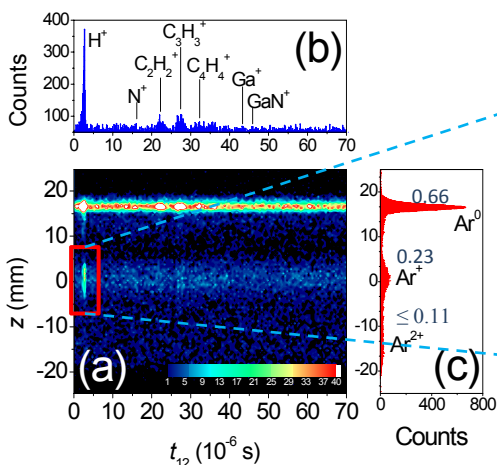 400
300
200
100
Counts
H⁺
N⁺
C₂H₂⁺
C₃H₃⁺
C₄H₄⁺
Ga⁺
GaN⁺
(b)
0 10 20 30 40 50 60 70
20
10
0
-10
-20
z (mm)
(a)
1 5 9 13 17 21 25 29 33 37 40
0 10 20 30 40 50 60 70
t₁₂ (10⁻⁶ s)
20
10
0
-10
-20
0.66
Ar⁰
0.23
Ar⁺
≤ 0.11
Ar²⁺
(c)
0 400 800
Counts